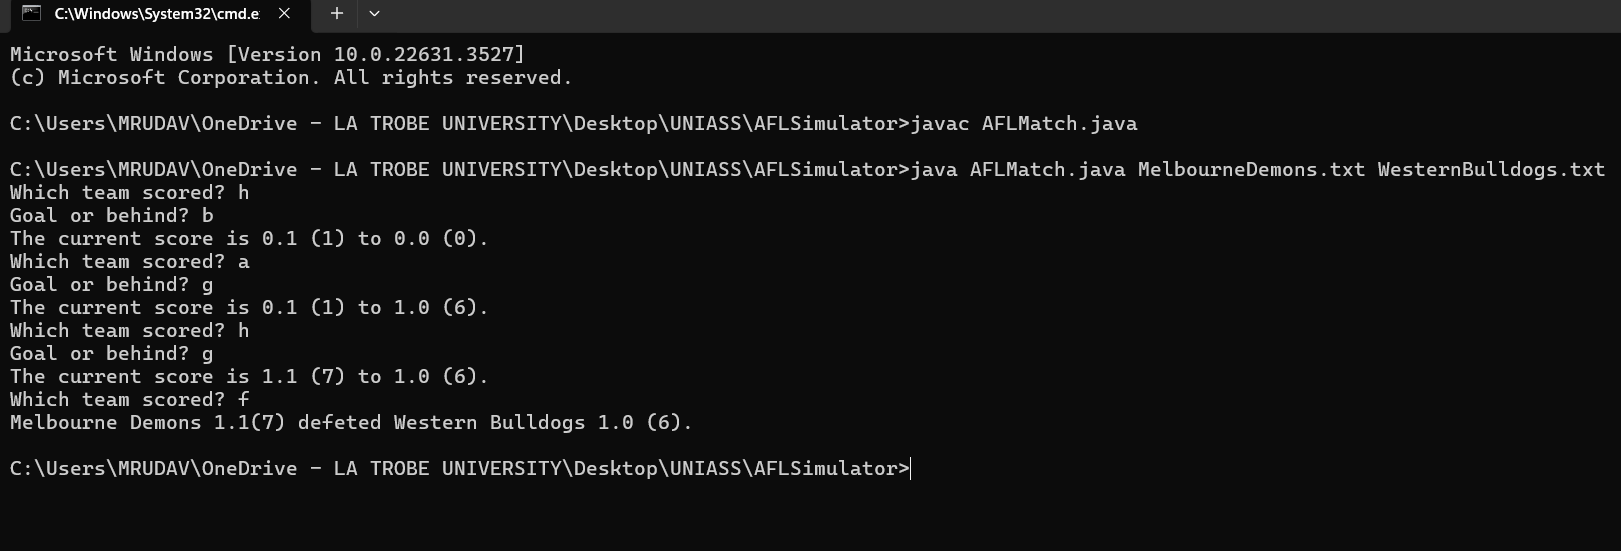 C:\Windows\System32\cmd.e
Microsoft Windows [Version 10.0.22631.3527]
(c) Microsoft Corporation. All rights reserved.
C:\Users\MRUDAV\OneDrive - LA TROBE UNIVERSITY\Desktop\UNIASS\AFLSimulator>javac AFLMatch.java
C:\Users\MRUDAV\OneDrive - LA TROBE UNIVERSITY\Desktop\UNIASS\AFLSimulator>java AFLMatch.java MelbourneDemons.txt WesternBulldogs.txt
Which team scored? h
Goal or behind? b
The current score is 0.1 (1) to 0.0 (0).
Which team scored? a
Goal or behind? g
The current score is 0.1 (1) to 1.0 (6).
Which team scored? h
Goal or behind? g
The current score is 1.1 (7) to 1.0 (6).
Which team scored? f
Melbourne Demons 1.1(7) defeted Western Bulldogs 1.0 (6).
C:\Users\MRUDAV\OneDrive - LA TROBE UNIVERSITY\Desktop\UNIASS\AFLSimulator>